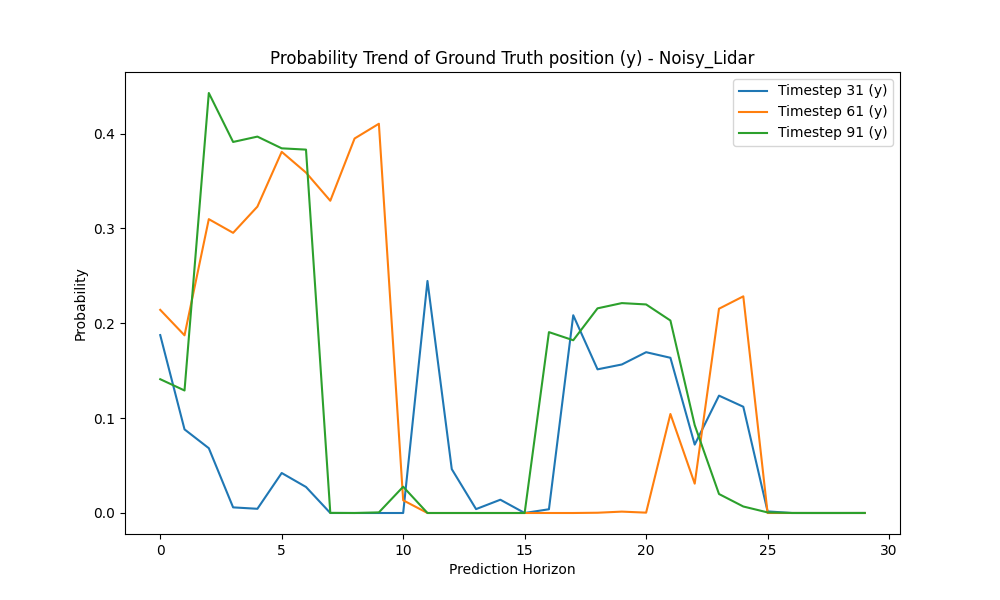 Probability Trend of Ground Truth position (y) - Noisy_Lidar
Timestep 31 (y)
Timestep 61 (y)
Timestep 91 (y)
Probability
0.4
0.3
0.2
0.1
0.0
0 5 10 15 20 25 30
Prediction Horizon